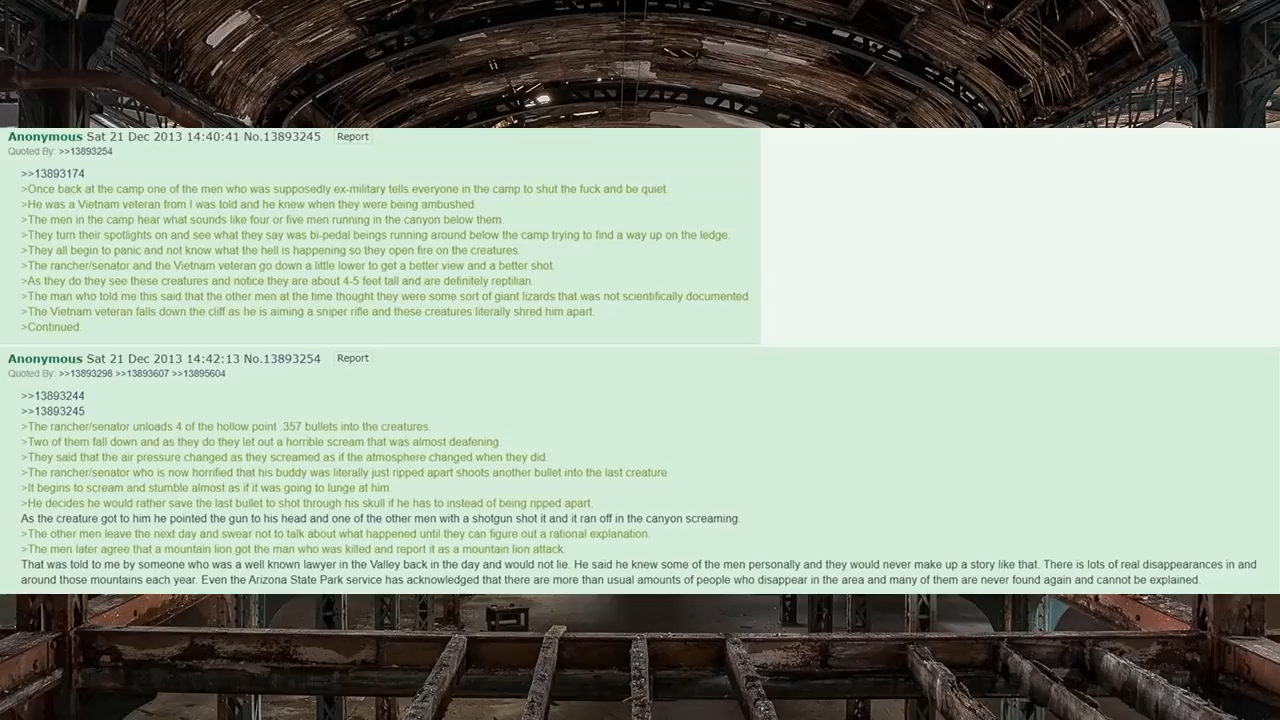 Anonymous Sat 21 Dec 2013 14:40:41 No.13893245 Report
Quoted By: >>13893254
>>13893174
>Once back at the camp one of the men who was supposedly ex-military tells everyone in the camp to shut the fuck and be quiet.
>He was a Vietnam veteran from I was told and he knew when they were being ambushed.
>The men in the camp hear what sounds like four or five men running in the canyon below them.
>They turn their spotlights on and see what they say was bi-pedal beings running around below the camp trying to find a way up on the ledge.
>They all begin to panic and not know what the hell is happening so they open fire on the creatures.
>The rancher/senator and the Vietnam veteran go down a little lower to get a better view and a better shot.
>As they do they see these creatures and notice they are about 4-5 feet tall and are definitely reptilian.
>The man who told me this said that the other men at the time thought they were some sort of giant lizards that was not scientifically documented.
>The Vietnam veteran falls down the cliff as he is aiming a sniper rifle and these creatures literally shred him apart.
>Continued.
Anonymous Sat 21 Dec 2013 14:42:13 No.13893254 Report
Quoted By: >>13893298 >>13893607 >>13895604
>>13893244
>>13893245
>The rancher/senator unloads 4 of the hollow point .357 bullets into the creatures.
>Two of them fall down and as they do they let out a horrible scream that was almost deafening.
>They said that the air pressure changed as they screamed as if the atmosphere changed when they did.
>The rancher/senator who is now horrified that his buddy was literally just ripped apart shoots another bullet into the last creature.
>It begins to scream and stumble almost as if it was going to lunge at him.
>He decides he would rather save the last bullet to shot through his skull if he has to instead of being ripped apart.
As the creature got to him he pointed the gun to his head and one of the other men with a shotgun shot it and it ran off in the canyon screaming.
>The other men leave the next day and swear not to talk about what happened until they can figure out a rational explanation.
>The men later agree that a mountain lion got the man who was killed and report it as a mountain lion attack.
That was told to me by someone who was a well known lawyer in the Valley back in the day and would not lie. He said he knew some of the men personally and they would never make up a story like that. There is lots of real disappearances in and
around those mountains each year. Even the Arizona State Park service has acknowledged that there are more than usual amounts of people who disappear in the area and many of them are never found again and cannot be explained.